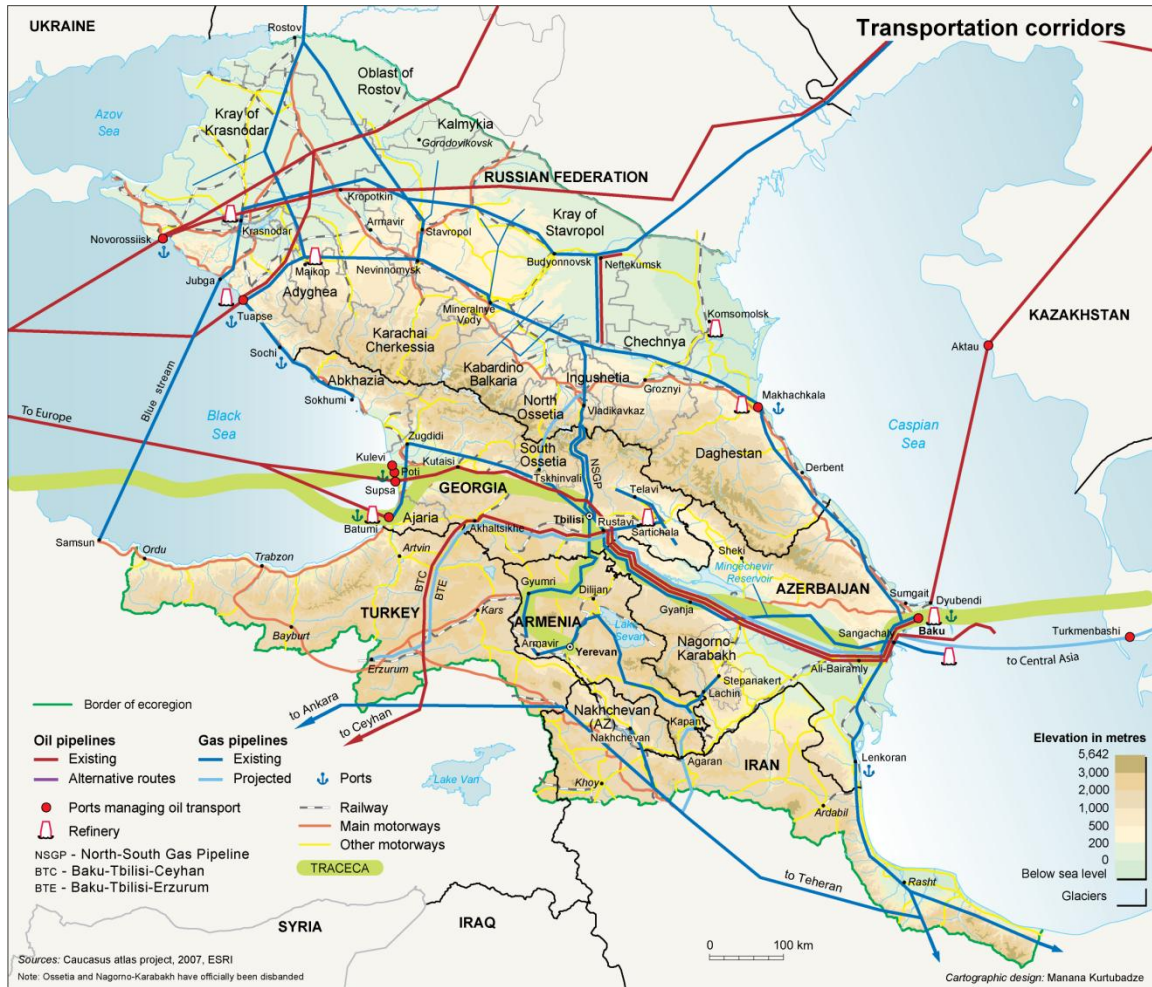 Transportation corridors
UKRAINE
Rostov
Oblast of
Rostov
Azov
Sea
Kray of
Krasnodar
Kalmykia
Gorodovikovsk
RUSSIAN FEDERATION
Kropotkin
Krasnodar
Armavir
Stavropol
Kray of
Stavropol
Novorossiisk
Maikop
Nevinnomysk
Budyonnovsk
Neftekumsk
Jubga
Adyghea
Tuapse
Mineralnye
Vody
Komsomolsk
KAZAKHSTAN
Karachai
Cherkessia
Chechnya
Aktau
Sochi
Kabardino
Balkaria
Ingushetia
Groznyi
Abkhazia
Sokhumi
North
Ossetia
Vladikavkaz
Makhachkala
To Europe
Blue stream
Black
Sea
Caspian
Sea
Zugdidi
South
Ossetia
NSGP
Daghestan
Derbent
Kulevi
Poti
Kutaisi
Tskhinvali
Supsa
GEORGIA
Telavi
Tbilisi
Rustavi
Sartichala
Batumi
Ajaria
Akhaltsikhe
Samsun
Ordu
Trabzon
Artvin
Sheki
Mingechevir
Reservoir
AZERBAIJAN
BTC
BTE
Gyumri
Dilijan
Sumgait
Dyubendi
TURKEY
Kars
ARMENIA
Gyanja
Baku
Bayburt
Lake
Sevan
Sangachaly
Turkmenbashi
Armavir
Yerevan
Nagorno-
Karabakh
to Central Asia
Erzurum
Stepanakert
Ali-Bairamly
Lachin
to Ankara
to Ceyhan
Nakhchevan
(AZ)
Nakhchevan
Kapan
Agaran
IRAN
Lenkoran
Lake Van
Khoy
Ardabil
to Teheran
Rasht
SYRIA
IRAQ
Border of ecoregion
Oil pipelines
Existing
Alternative routes
Gas pipelines
Existing
Projected
Ports
Ports managing oil transport
Refinery
NSGP - North-South Gas Pipeline
BTC - Baku-Tbilisi-Ceyhan
BTE - Baku-Tbilisi-Erzurum
Railway
Main motorways
Other motorways
TRACECA
Elevation in metres
5,642
3,000
2,000
1,000
500
200
0
Below sea level
Glaciers
0 100 km
Sources: Caucasus atlas project, 2007, ESRI
Note: Ossetia and Nagorno-Karabakh have officially been disbanded
Cartographic design: Manana Kurtubadze